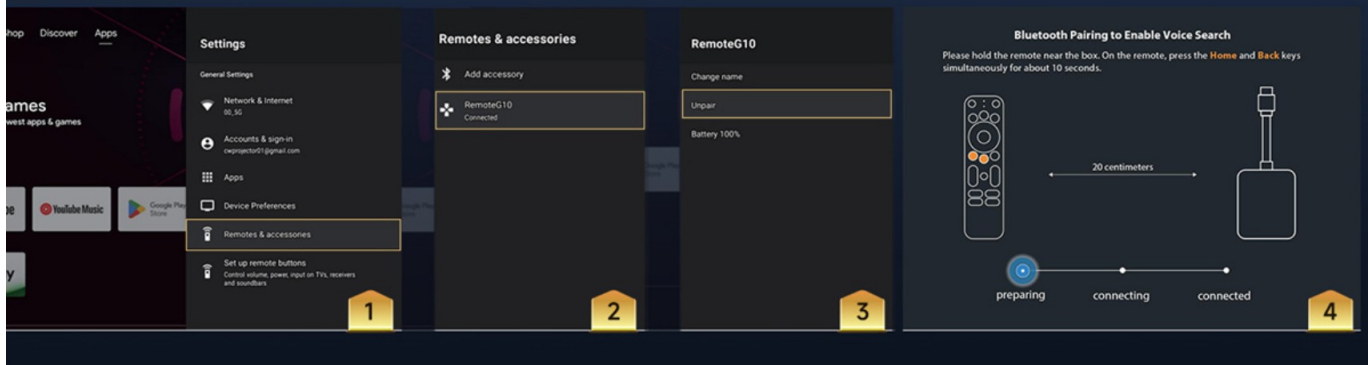 Shop Discover Apps
ames
west apps & games
YouTube Music
Google Play
Store
Settings
General Settings
Network & Internet
00_5G
Accounts & sign-in
cwprojector01@gmail.com
Apps
Device Preferences
Remotes & accessories
Set up remote buttons
Control volume, power, input on TVs, receivers
and soundbars
1
Remotes & accessories
Add accessory
RemoteG10
Connected
2
RemoteG10
Change name
Unpair
Battery 100%
3
Bluetooth Pairing to Enable Voice Search
Please hold the remote near the box. On the remote, press the Home and Back keys
simultaneously for about 10 seconds.
20 centimeters
preparing connecting connected
4